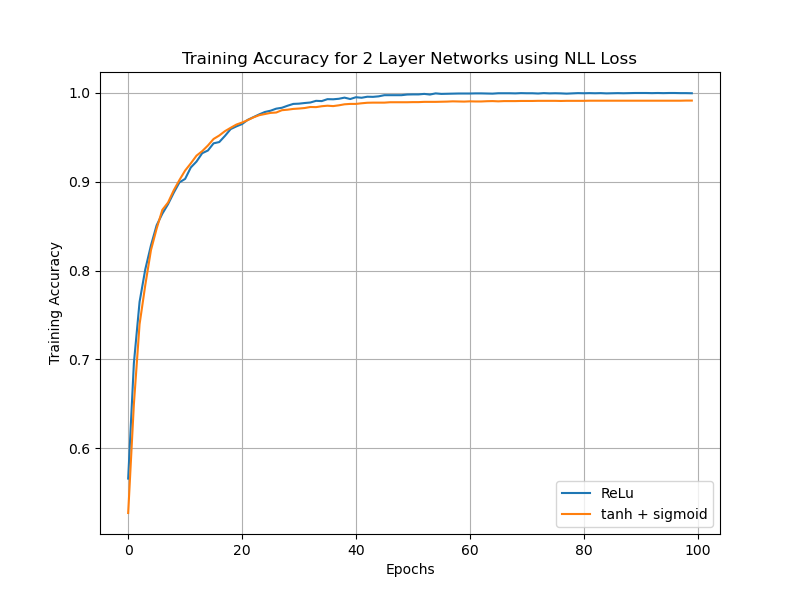 Training Accuracy for 2 Layer Networks using NLL Loss
1.0
0.9
0.8
0.7
0.6
Training Accuracy
0 20 40 60 80 100
Epochs
ReLu
tanh + sigmoid